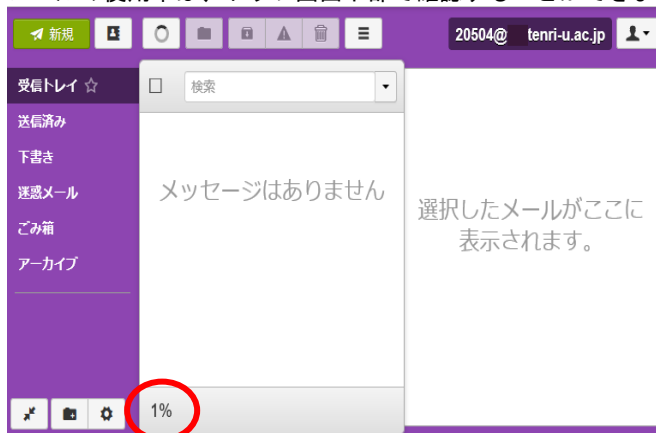 新規
20504@ tenri-u.ac.jp
受信トレイ
検索
送信済み
下書き
迷惑メール
ごみ箱
アーカイブ
メッセージはありません
選択したメールがここに
表示されます。
1%